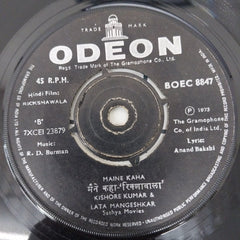 TRADE MARK
ODEON
Regd. Trade Mark of The Gramophone Co. Ltd.
45 R.P.H.
BOEC 8847
Hindi Film:
RICKSHAWALA
℗ 1973
'B'
7XCEI 23879
The Gramophone
Co. of India Ltd.
Music:
R. D. Burman
Lyric:
Anand Bakshi
MAINE KAHA
मैंने कहा-'रिक्शावाला'
KISHORE KUMAR &
LATA MANGESHKAR
Sathya Movies